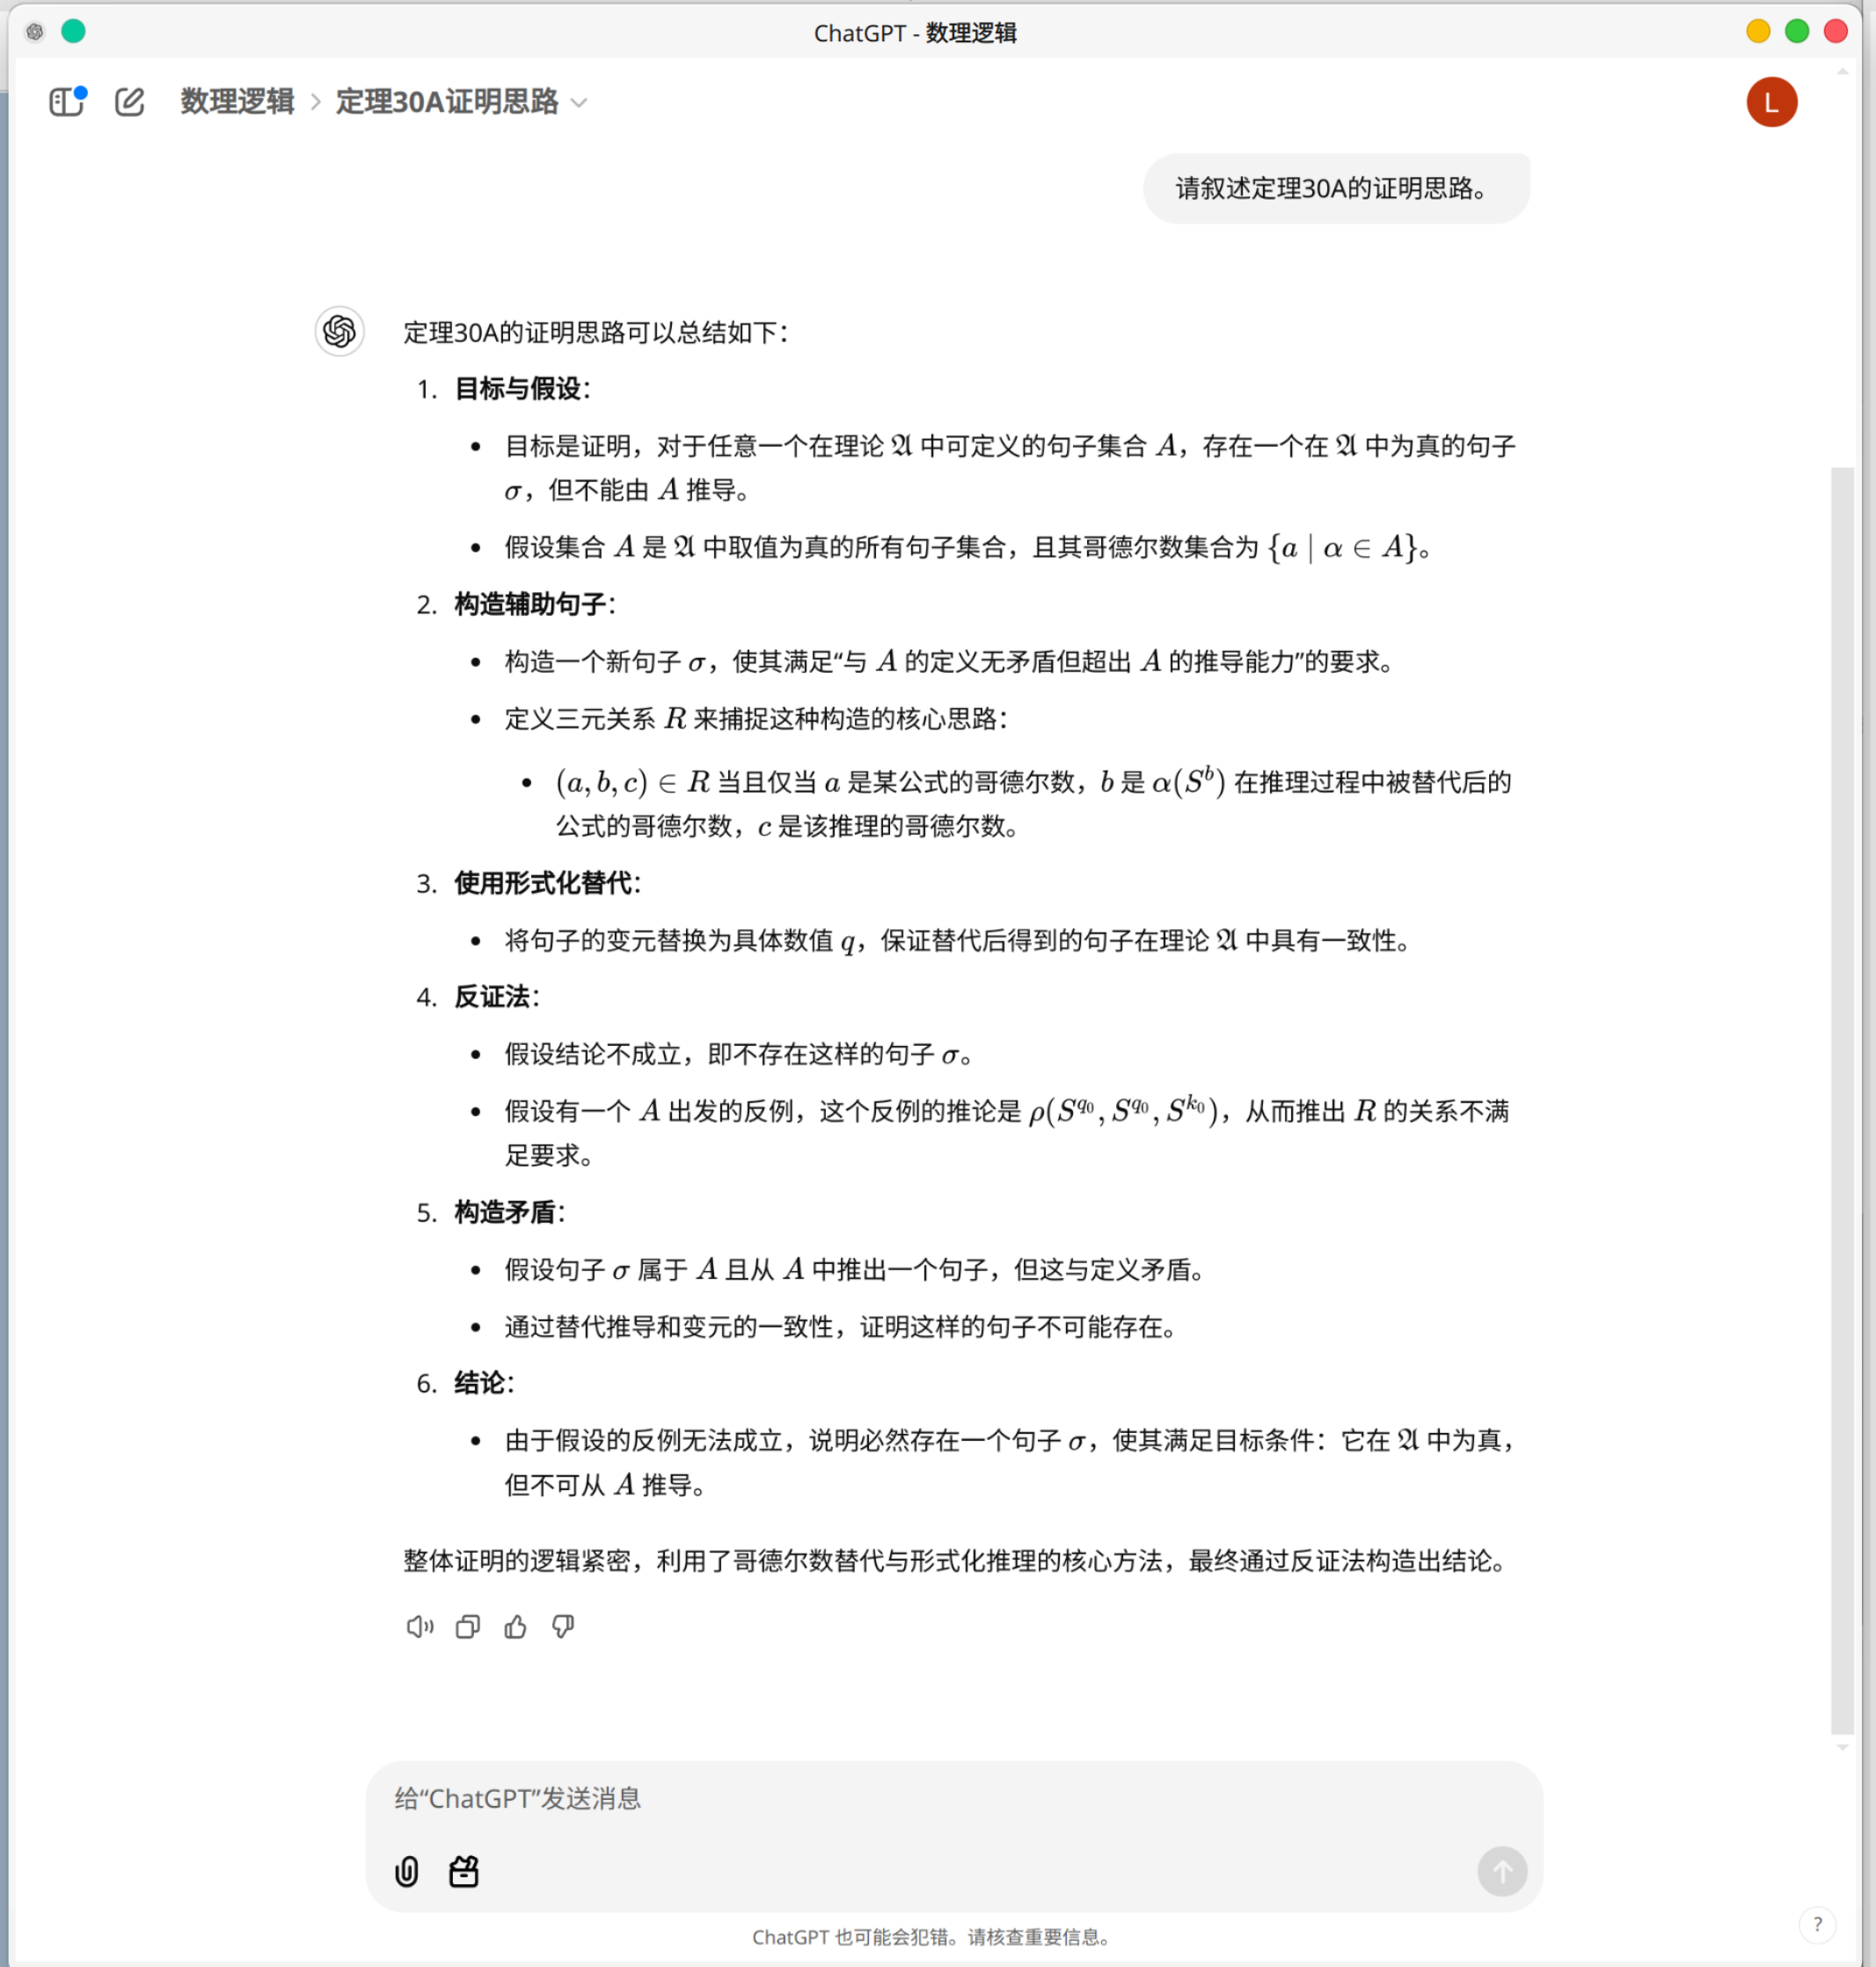 ChatGPT - 数理逻辑
数理逻辑 > 定理30A证明思路
L
请叙述定理30A的证明思路。
定理30A的证明思路可以总结如下：
1. 目标与假设：
• 目标是证明，对于任意一个在理论 𝔄 中可定义的句子集合 A，存在一个在 𝔄 中为真的句子
σ，但不能由 A 推导。
• 假设集合 A 是 𝔄 中取值为真的所有句子集合，且其哥德尔数集合为 {a | α ∈ A}。
2. 构造辅助句子：
• 构造一个新句子 σ，使其满足“与 A 的定义无矛盾但超出 A 的推导能力”的要求。
• 定义三元关系 R 来捕捉这种构造的核心思路：
• (a, b, c) ∈ R 当且仅当 a 是某公式的哥德尔数，b 是 α(S^b) 在推理过程中被替代后的
公式的哥德尔数，c 是该推理的哥德尔数。
3. 使用形式化替代：
• 将句子的变元替换为具体数值 q，保证替代后得到的句子在理论 𝔄 中具有一致性。
4. 反证法：
• 假设结论不成立，即不存在这样的句子 σ。
• 假设有一个 A 出发的反例，这个反例的推论是 ρ(S^{q_0}, S^{q_0}, S^{k_0})，从而推出 R 的关系不满
足要求。
5. 构造矛盾：
• 假设句子 σ 属于 A 且从 A 中推出一个句子，但这与定义矛盾。
• 通过替代推导和变元的一致性，证明这样的句子不可能存在。
6. 结论：
• 由于假设的反例无法成立，说明必然存在一个句子 σ，使其满足目标条件：它在 𝔄 中为真，
但不可从 A 推导。
整体证明的逻辑紧密，利用了哥德尔数替代与形式化推理的核心方法，最终通过反证法构造出结论。
给“ChatGPT”发送消息
ChatGPT 也可能会犯错。请核查重要信息。
?